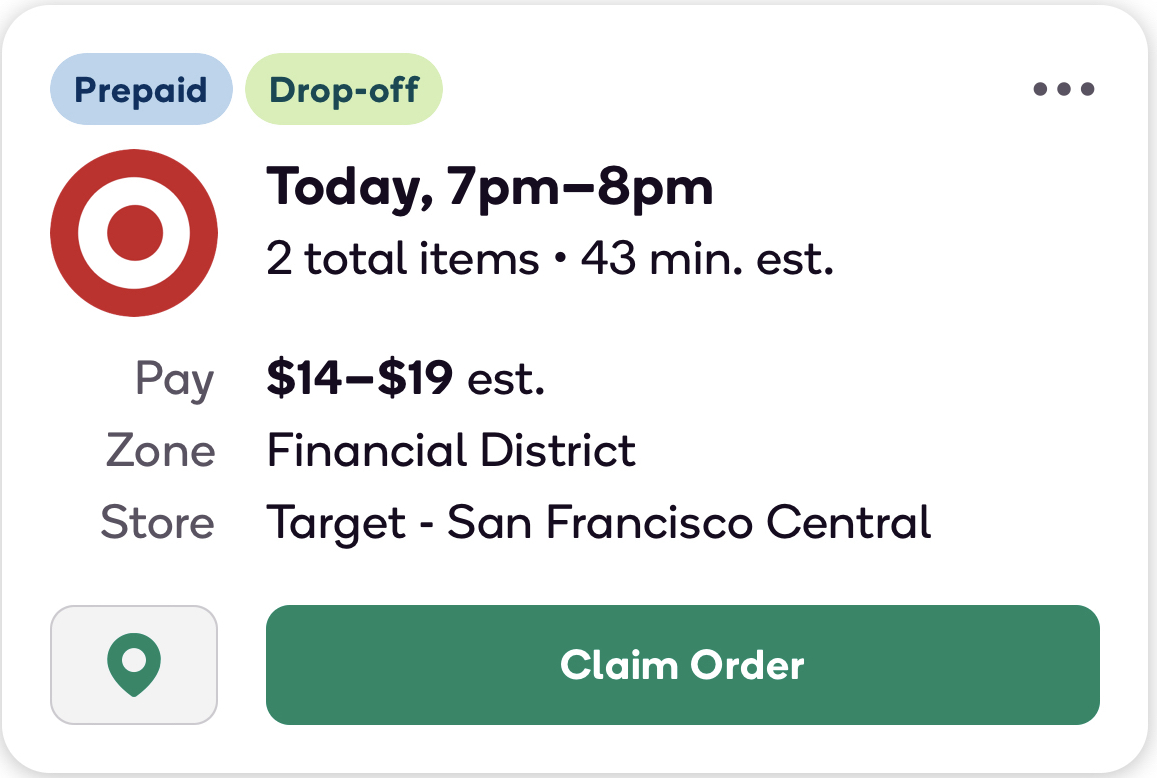 Prepaid Drop-off
Today, 7pm–8pm
2 total items • 43 min. est.
Pay $14–$19 est.
Zone Financial District
Store Target - San Francisco Central
Claim Order